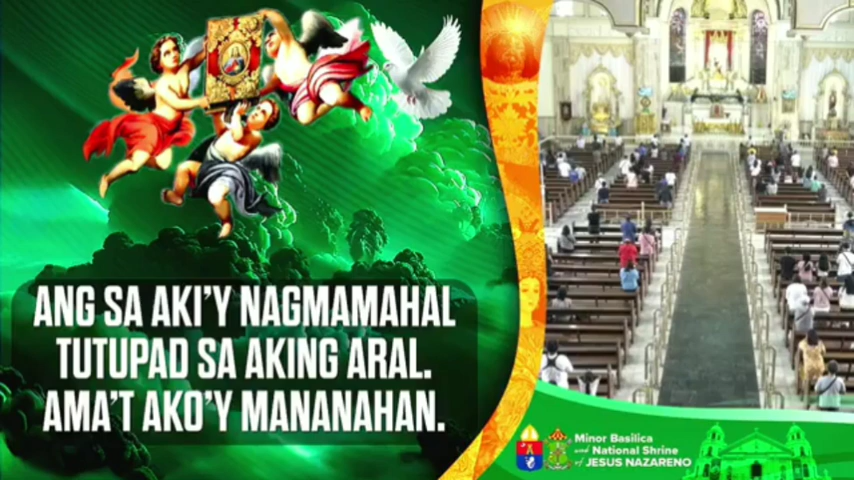 ANG SA AKI'Y NAGMAMAHAL
TUTUPAD SA AKING ARAL.
AMA'T AKO'Y MANANAHAN.
Minor Basilica
and National Shrine
of JESUS NAZARENO